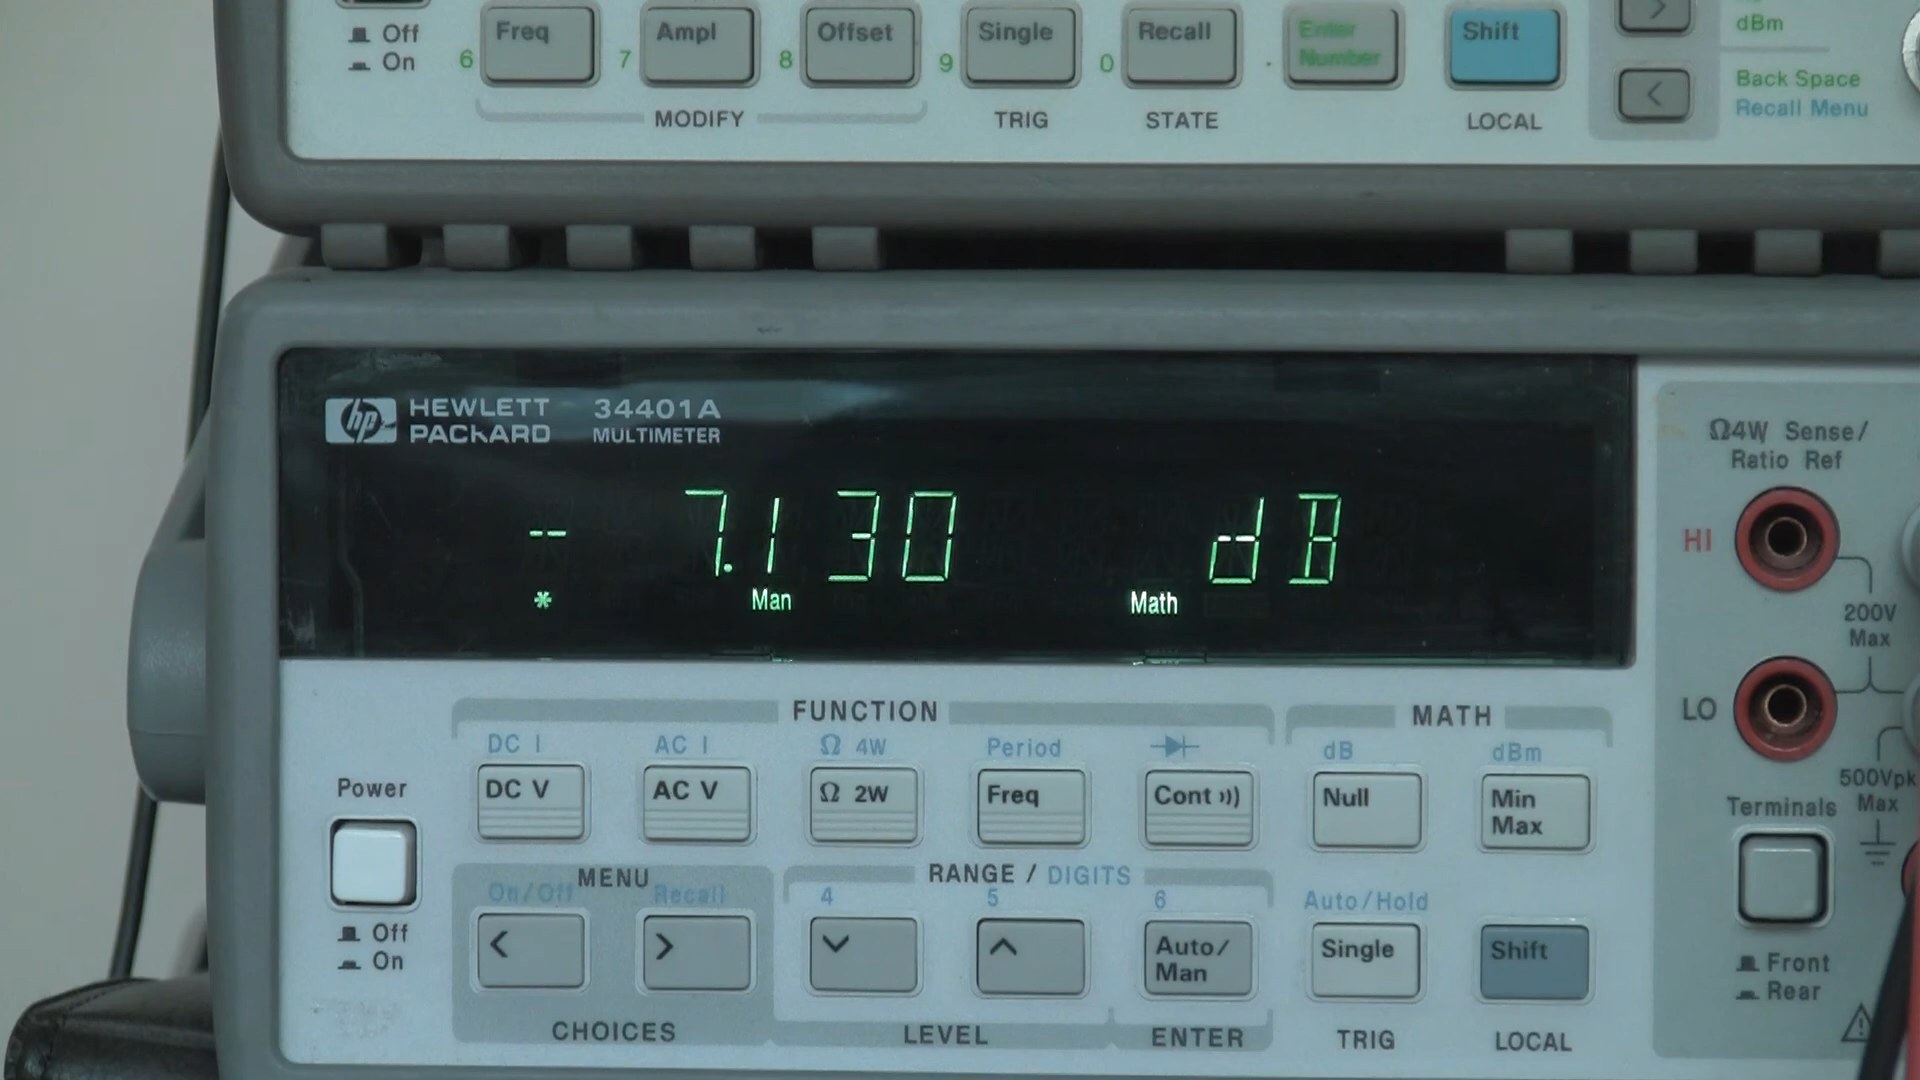 Off
On
6 Freq 7 Ampl 8 Offset 9 Single 0 Recall . Enter Number Shift
>
dBm
<
Back Space
Recall Menu
MODIFY TRIG STATE LOCAL
hp HEWLETT PACKARD 34401A MULTIMETER
- 7.130 dB
* Man Math
Ω4W Sense/
Ratio Ref
HI
200V
Max
LO
500Vpk
Max
FUNCTION MATH
DC I AC I Ω 4W Period dB dBm
DC V AC V Ω 2W Freq Cont Null Min Max
Power
Off
On
MENU RANGE / DIGITS
On/Off Recall 4 5 6 Auto/Hold
< > Auto/Man Single Shift
CHOICES LEVEL ENTER TRIG LOCAL
Terminals
Front
Rear